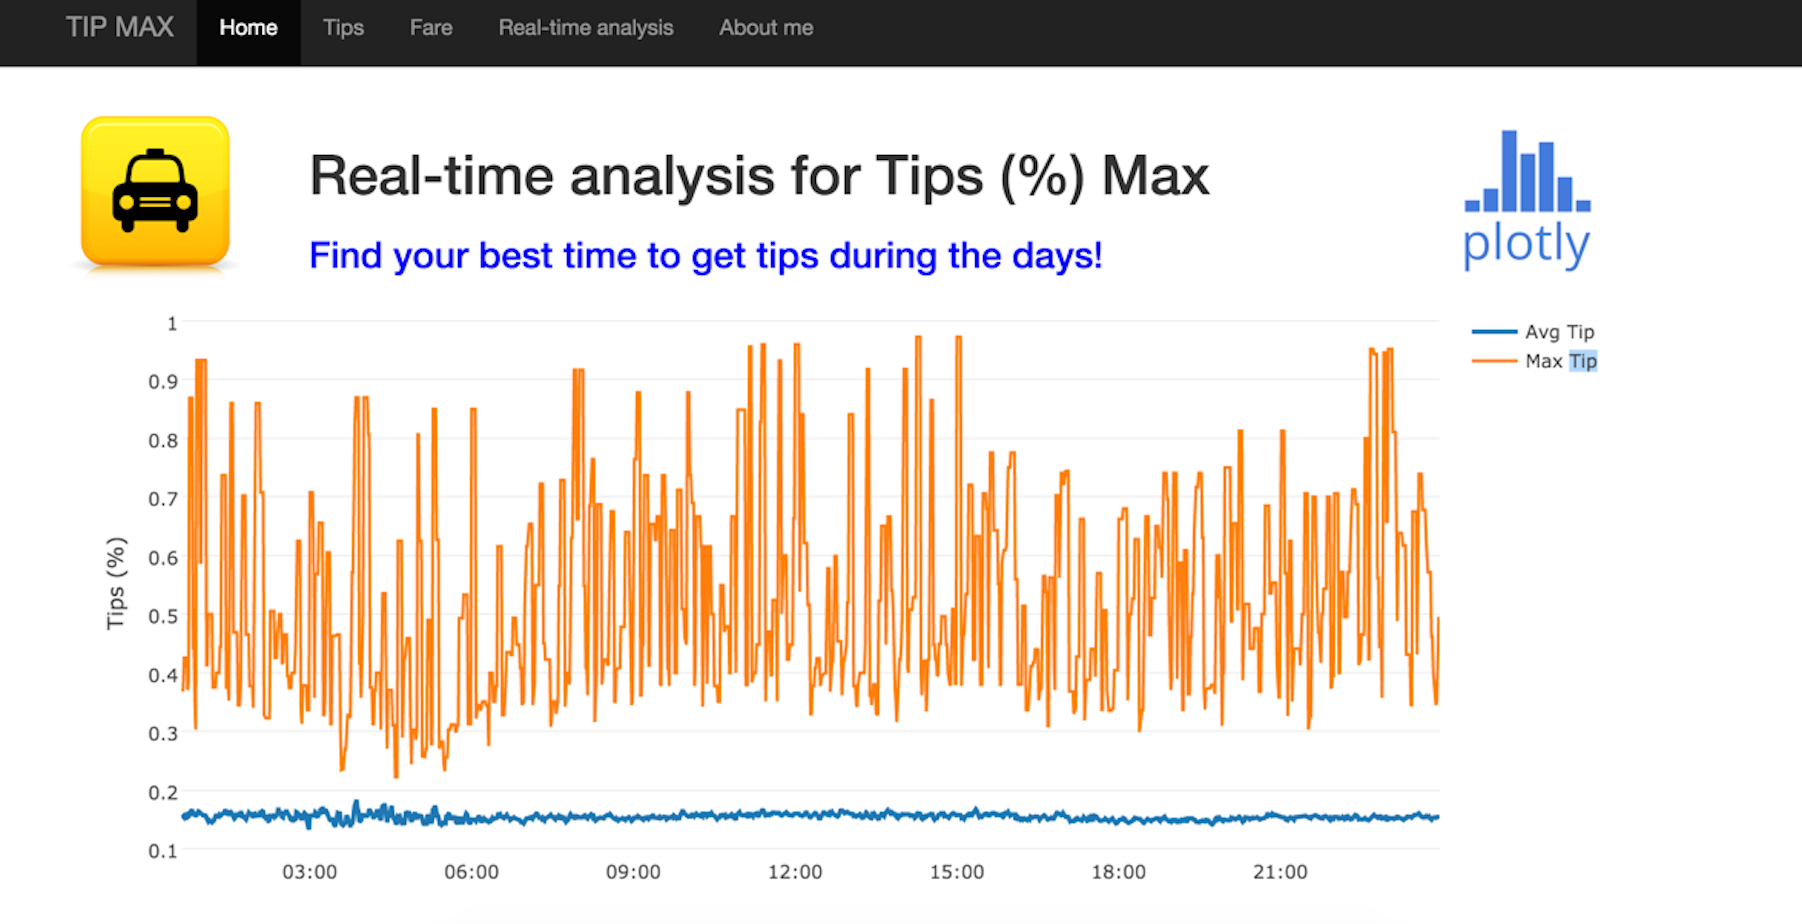 TIP MAX Home Tips Fare Real-time analysis About me
Real-time analysis for Tips (%) Max
Find your best time to get tips during the days!
plotly
Avg Tip
Max Tip
Tips (%)
1
0.9
0.8
0.7
0.6
0.5
0.4
0.3
0.2
0.1
03:00 06:00 09:00 12:00 15:00 18:00 21:00